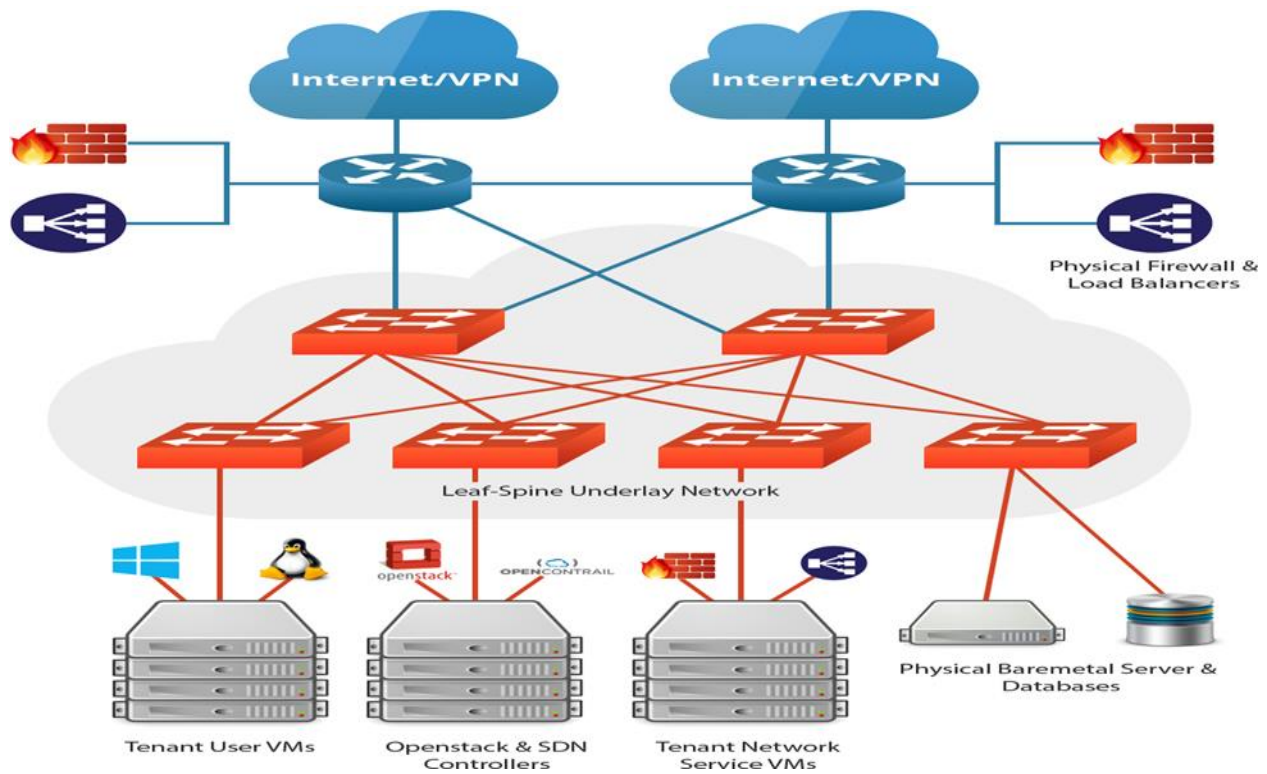 Internet/VPN
Internet/VPN
Physical Firewall &
Load Balancers
Leaf-Spine Underlay Network
openstack™
OPENCONTRAIL
Physical Baremetal Server &
Databases
Tenant User VMs
Openstack & SDN
Controllers
Tenant Network
Service VMs